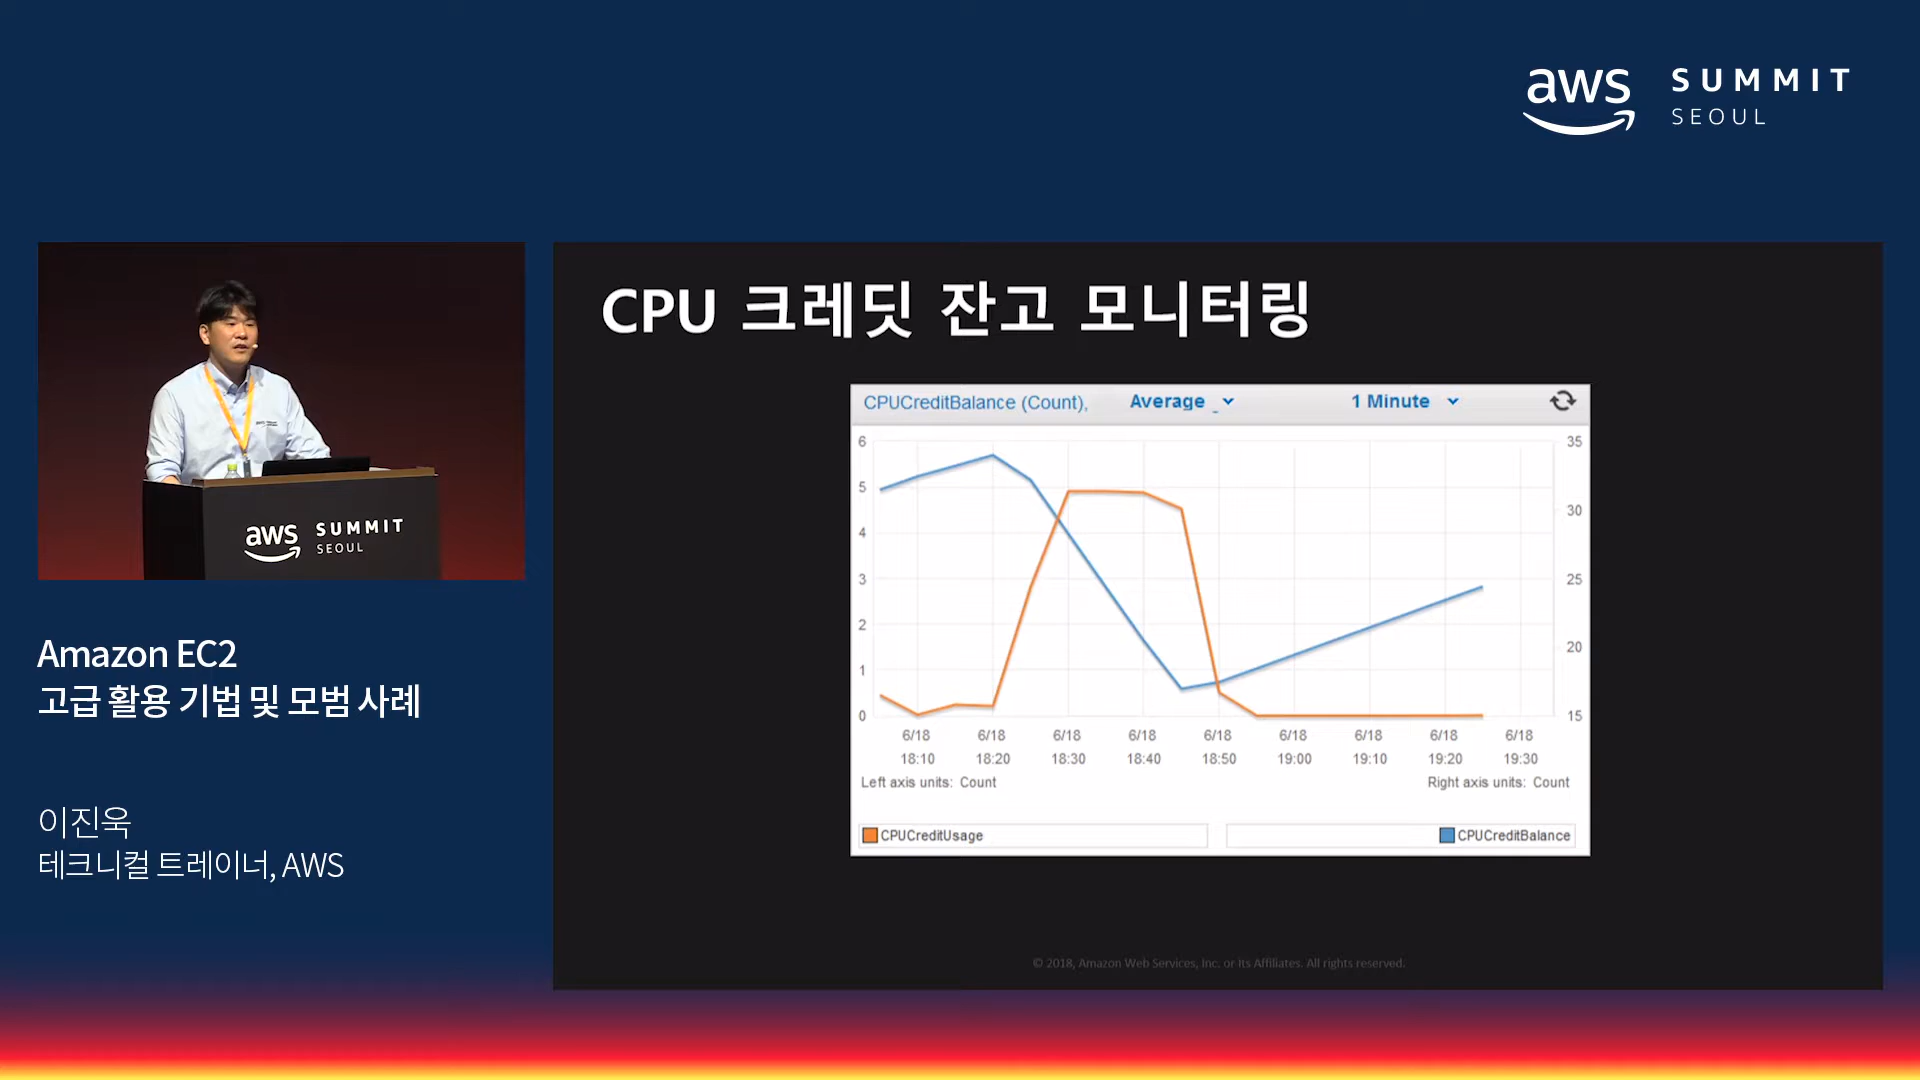 aws SUMMIT
SEOUL
aws SUMMIT
SEOUL
Amazon EC2
고급 활용 기법 및 모범 사례
이진욱
테크니컬 트레이너, AWS
CPU 크레딧 잔고 모니터링
CPUCreditBalance (Count), Average 1 Minute
6 35
5 30
4
3 25
2 20
1
0 15
6/18 6/18 6/18 6/18 6/18 6/18 6/18 6/18 6/18
18:10 18:20 18:30 18:40 18:50 19:00 19:10 19:20 19:30
Left axis units: Count Right axis units: Count
CPUCreditUsage CPUCreditBalance
© 2018, Amazon Web Services, Inc. or Its Affiliates. All rights reserved.